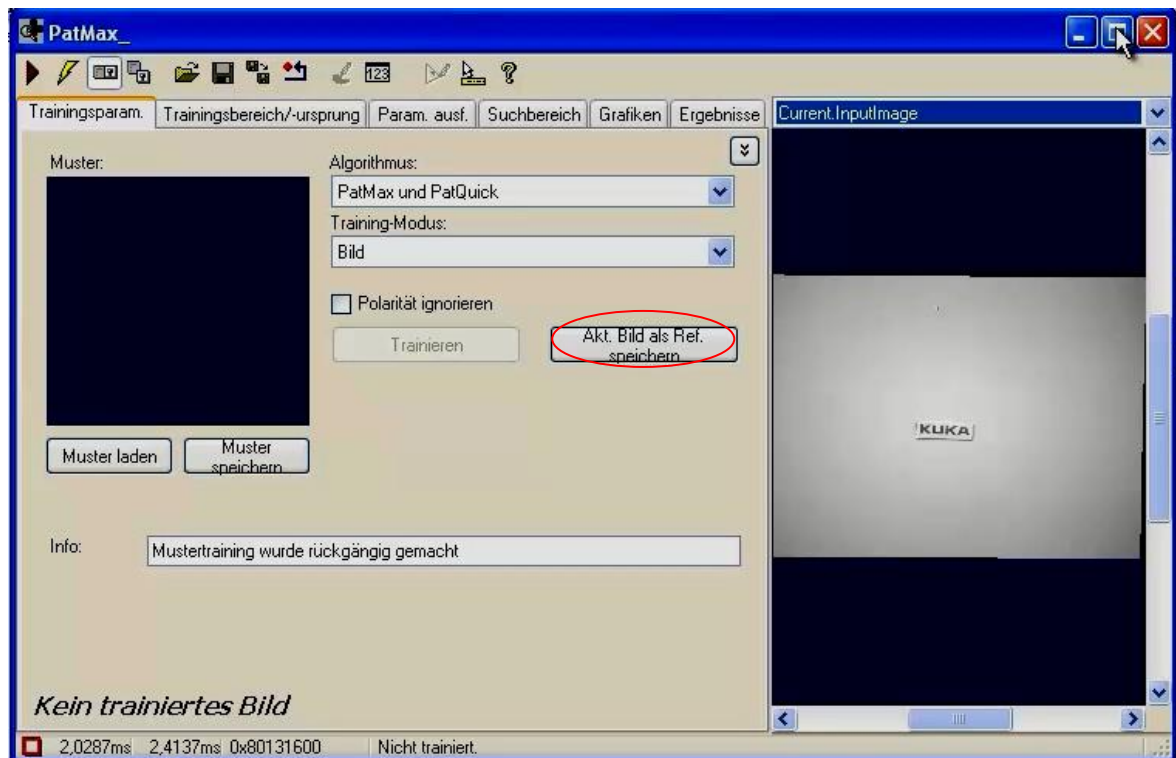 PatMax_
123
Trainingsparam. Trainingsbereich/-ursprung Param. ausf. Suchbereich Grafiken Ergebnisse
Current.InputImage
Muster:
Algorithmus:
PatMax und PatQuick
Training-Modus:
Bild
Polarität ignorieren
Trainieren
Akt. Bild als Ref.
speichern
Muster laden
Muster
speichern
KUKA
Info:
Mustertraining wurde rückgängig gemacht
Kein trainiertes Bild
2,0287ms 2,4137ms 0x80131600 Nicht trainiert.